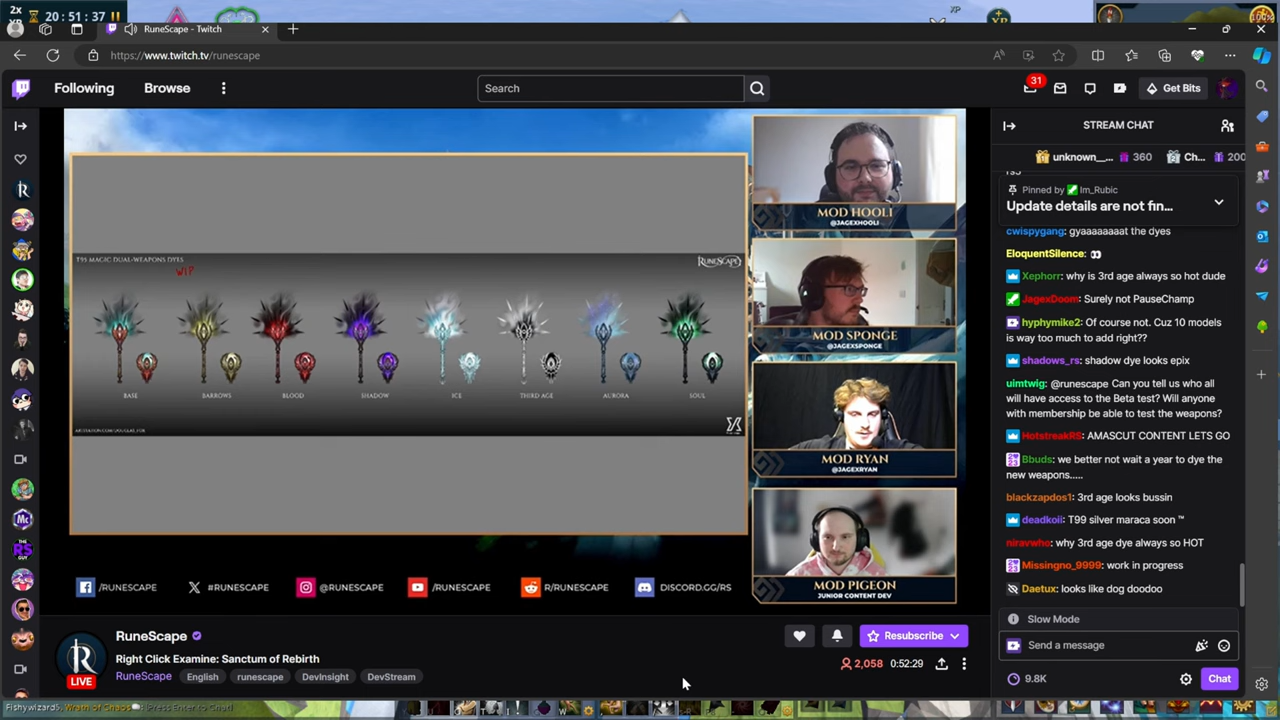 2x
XP
20:51:37
XP
RuneScape - Twitch
https://www.twitch.tv/runescape
Following
Browse
Search
31
Get Bits
STREAM CHAT
unknown__... 360
Ch... 200
Pinned by Im_Rubic
Update details are not fin...
cwispygang: gyaaaaaaat the dyes
EloquentSilence:
Xephorr: why is 3rd age always so hot dude
JagexDoom: Surely not PauseChamp
hyphymike2: Of course not. Cuz 10 models
is way too much to add right??
shadows_rs: shadow dye looks epix
uimtwig: @runescape Can you tell us who all
will have access to the Beta test? Will anyone
with membership be able to test the weapons?
HotstreakRS: AMASCUT CONTENT LETS GO
Bbuds: we better not wait a year to dye the
new weapons.....
blackzapdos1: 3rd age looks bussin
deadkoii: T99 silver maraca soon ™
niravwho: why 3rd age dye always so HOT
Missingno_9999: work in progress
Daetux: looks like dog doodoo
Slow Mode
Send a message
9.8K
Chat
T95 MAGIC DUAL-WEAPONS DYES
WIP
RUNESCAPE
BASE
BARROWS
BLOOD
SHADOW
ICE
THIRD AGE
AURORA
SOUL
MOD HOOLI
@JAGEXHOOLI
MOD SPONGE
@JAGEXSPONGE
MOD RYAN
@JAGEXRYAN
MOD PIGEON
JUNIOR CONTENT DEV
/RUNESCAPE
#RUNESCAPE
@RUNESCAPE
/RUNESCAPE
R/RUNESCAPE
DISCORD.GG/RS
RuneScape
Right Click Examine: Sanctum of Rebirth
RuneScape
English
runescape
DevInsight
DevStream
LIVE
Resubscribe
2,058
0:52:29